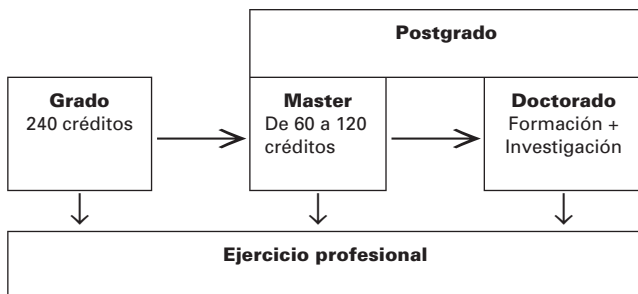 Postgrado
Grado
240 créditos
Master
De 60 a 120
créditos
Doctorado
Formación +
Investigación
Ejercicio profesional